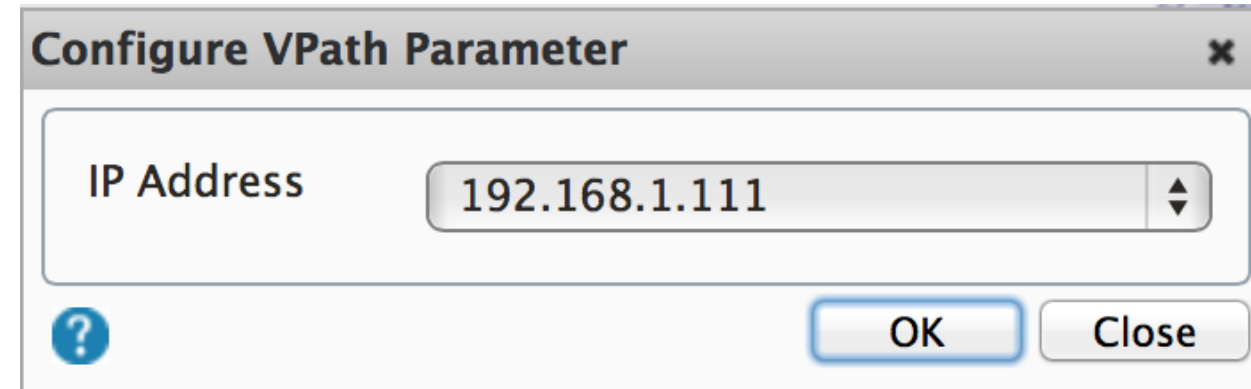 Configure VPath Parameter
IP Address 192.168.1.111
OK Close